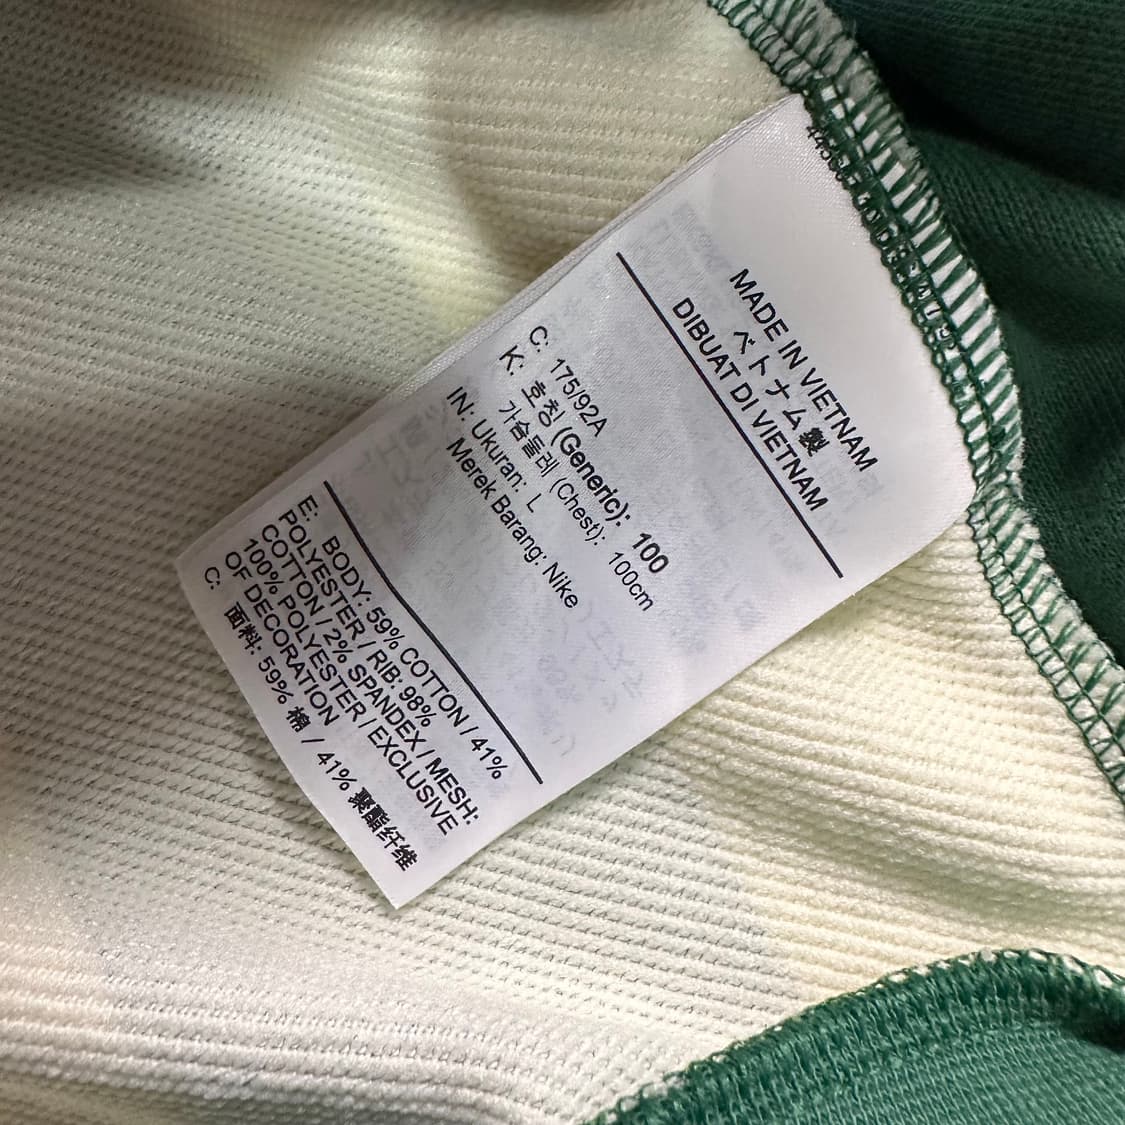 MADE IN VIETNAM
ベトナム製
DIBUAT DI VIETNAM
C: 175/92A
K: 호칭 (Generic): 100
가슴둘레 (Chest): 100cm
IN: Ukuran: L
Merek Barang: Nike
E: BODY: 59% COTTON / 41%
POLYESTER / RIB: 98%
COTTON / 2% SPANDEX / MESH:
100% POLYESTER / EXCLUSIVE
OF DECORATION
C: 面料: 59% 棉 / 41% 聚酯纤维